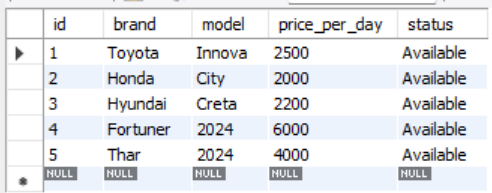 id brand model price_per_day status
1 Toyota Innova 2500 Available
2 Honda City 2000 Available
3 Hyundai Creta 2200 Available
4 Fortuner 2024 6000 Available
5 Thar 2024 4000 Available
NULL NULL NULL NULL NULL